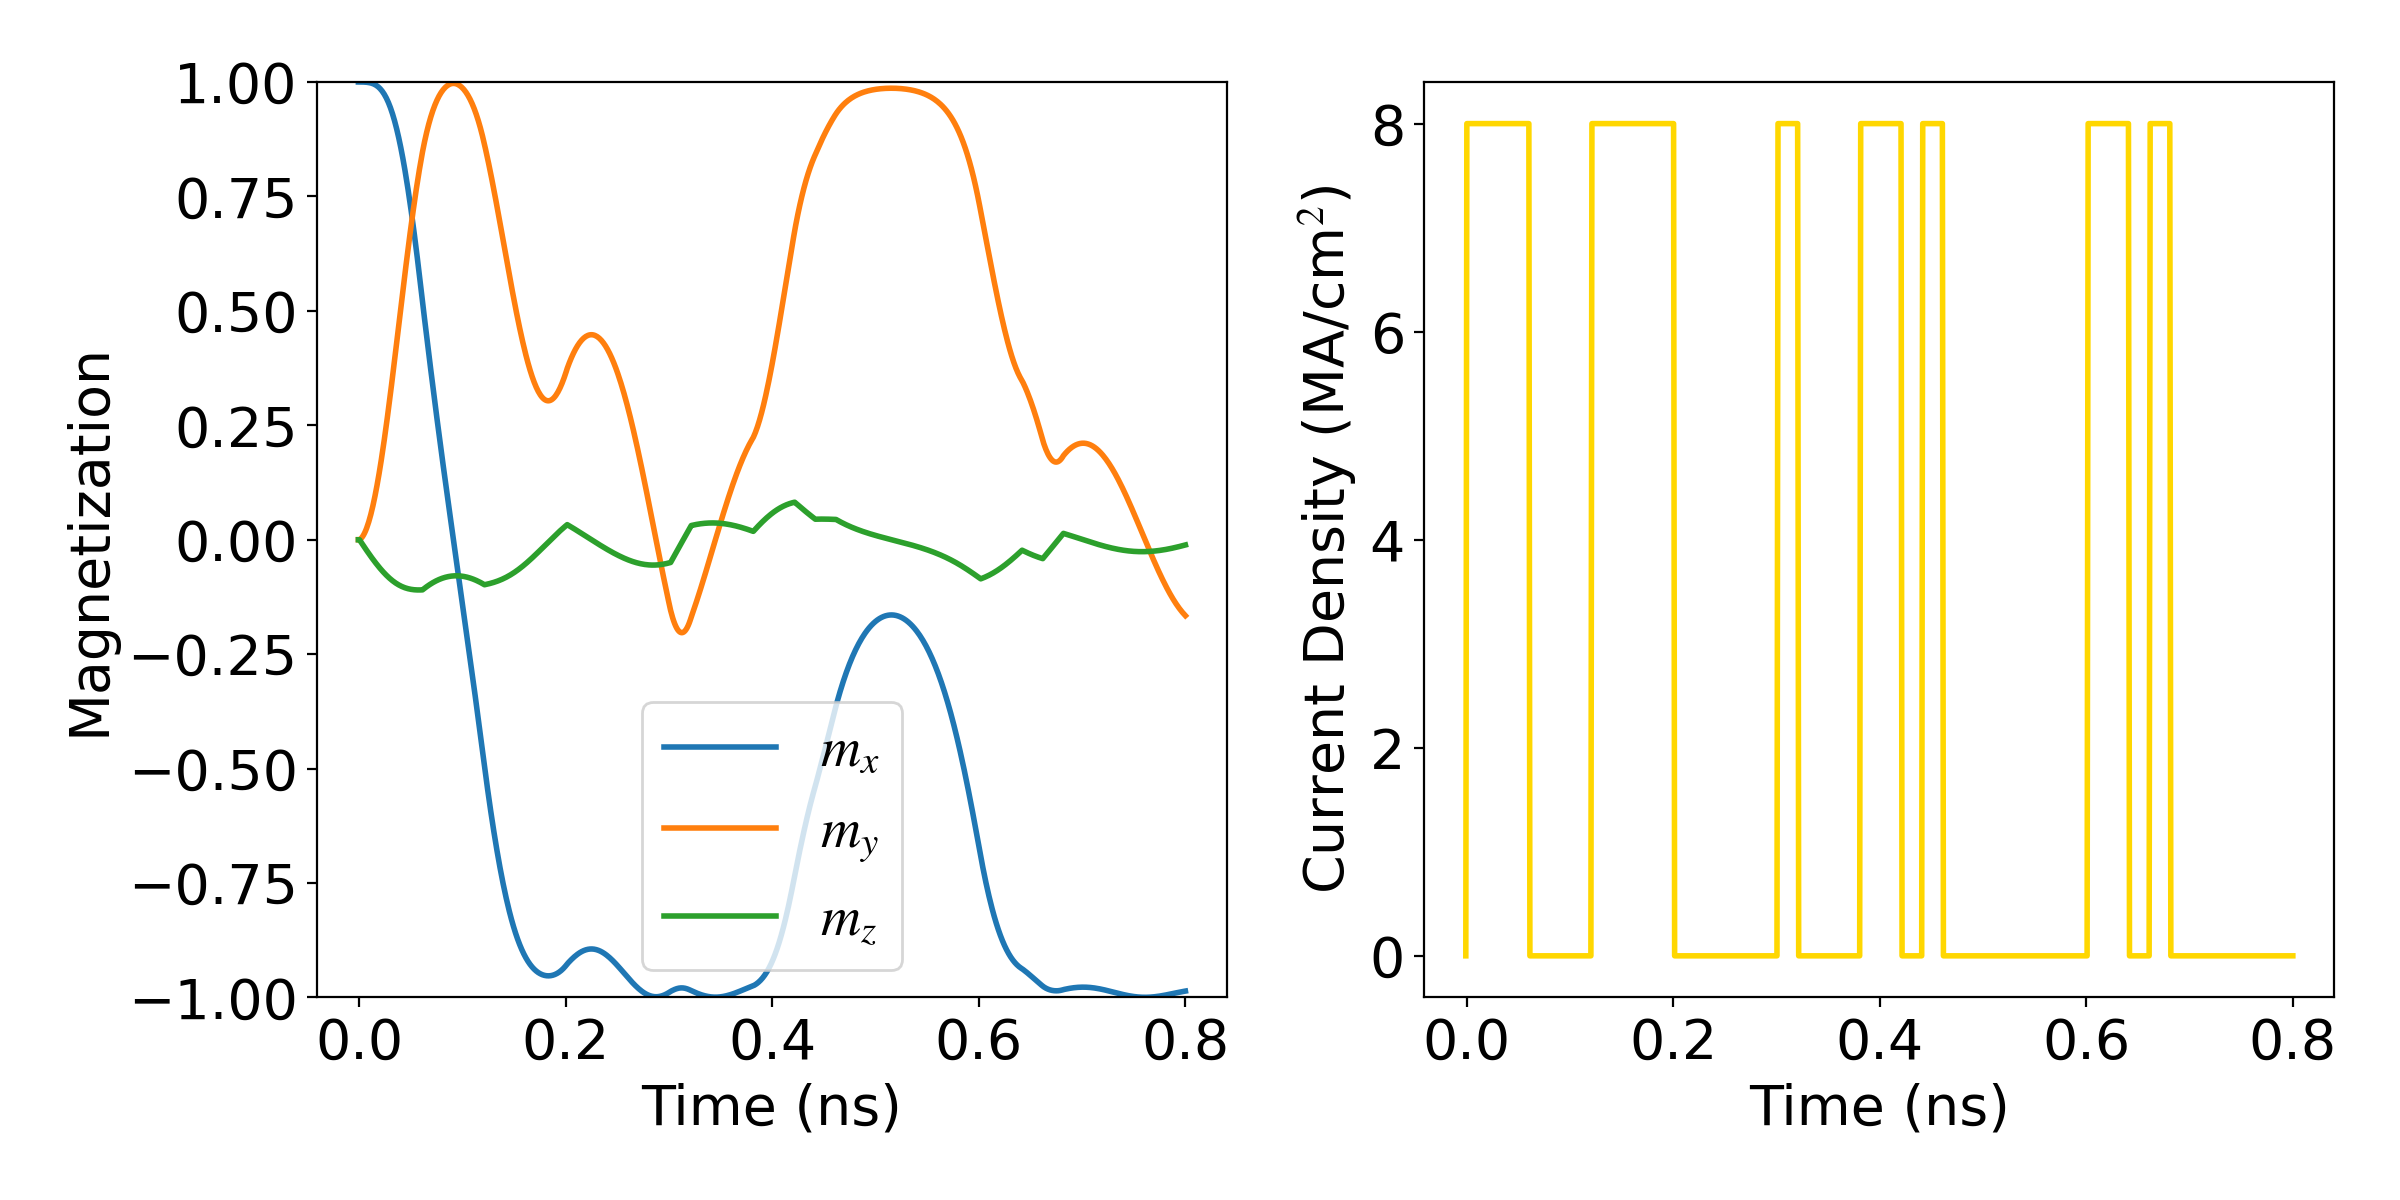 1.00
0.75
0.50
0.25
0.00
−0.25
−0.50
−0.75
−1.00
Magnetization
0.0 0.2 0.4 0.6 0.8
Time (ns)
m_x
m_y
m_z
8
6
4
2
0
Current Density (MA/cm²)
0.0 0.2 0.4 0.6 0.8
Time (ns)